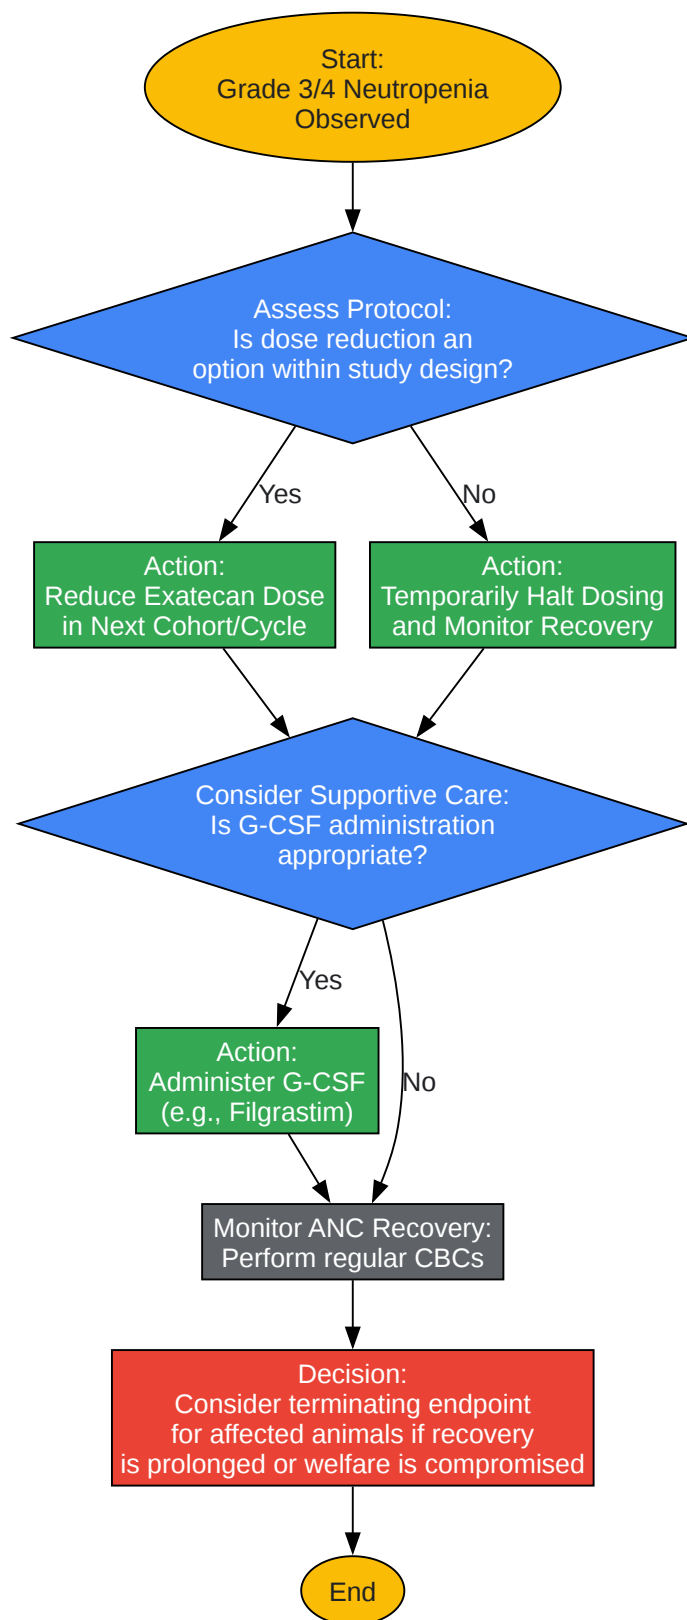 Start:
Grade 3/4 Neutropenia
Observed
Assess Protocol:
Is dose reduction an
option within study design?
Yes
No
Action:
Reduce Exatecan Dose
in Next Cohort/Cycle
Action:
Temporarily Halt Dosing
and Monitor Recovery
Consider Supportive Care:
Is G-CSF administration
appropriate?
Yes
Action:
Administer G-CSF
(e.g., Filgrastim)
No
Monitor ANC Recovery:
Perform regular CBCs
Decision:
Consider terminating endpoint
for affected animals if recovery
is prolonged or welfare is compromised
End